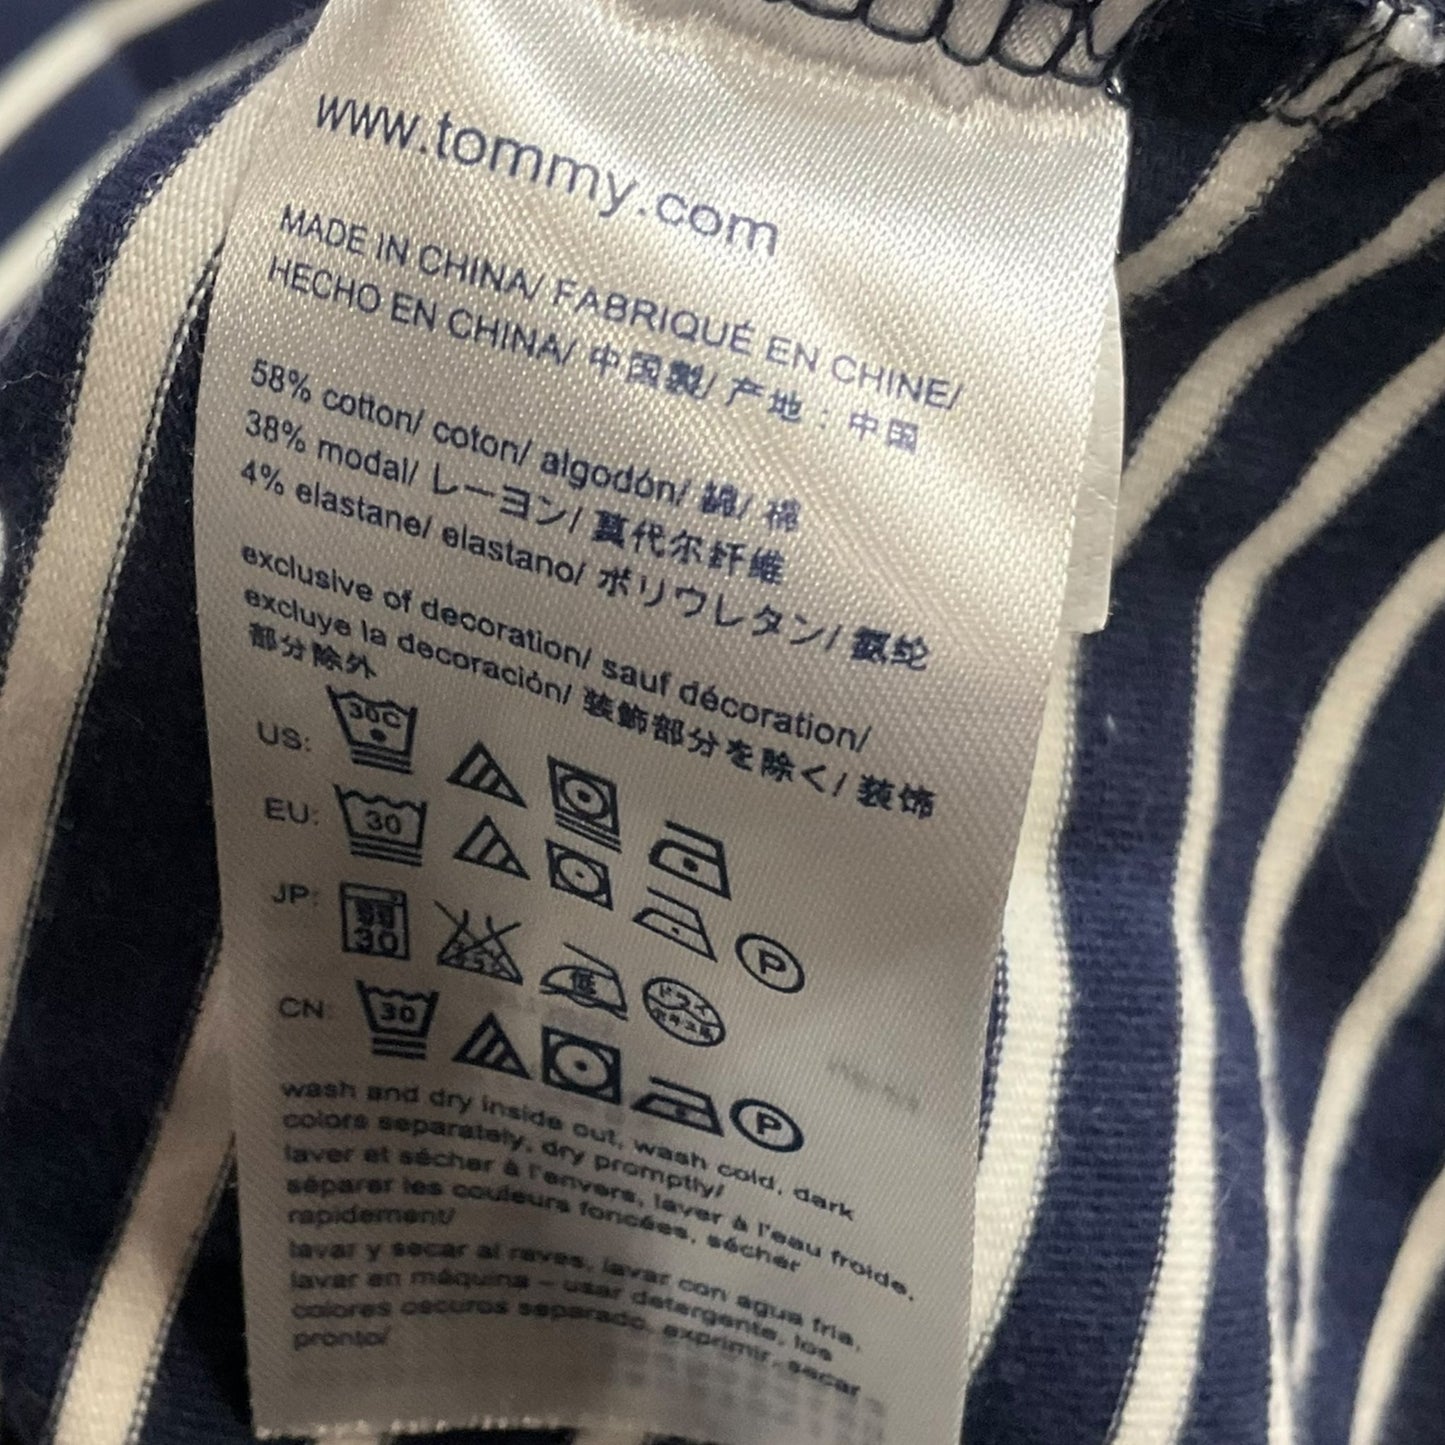 www.tommy.com
MADE IN CHINA/ FABRIQUÉ EN CHINE/
HECHO EN CHINA/ 中国製/ 产地：中国
58% cotton/ coton/ algodón/ 綿/ 棉
38% modal/ レーヨン/ 莫代尔纤维
4% elastane/ elastano/ ポリウレタン/ 氨纶
exclusive of decoration/ sauf décoration/
excluye la decoración/ 装飾部分を除く/ 装饰
部分除外
US: 30C
EU: 30 P
JP: 30 低 ドライ
CN: 30 P
wash and dry inside out, wash cold, dark
colors separately, dry promptly/
laver et sécher à l'envers, laver à l'eau froide,
séparer les couleurs foncées, sécher
rapidement/
lavar y secar al reves, lavar con agua fria,
lavar en máquina – usar detergente, los
colores oscuros separado, exprimir, secar
pronto/